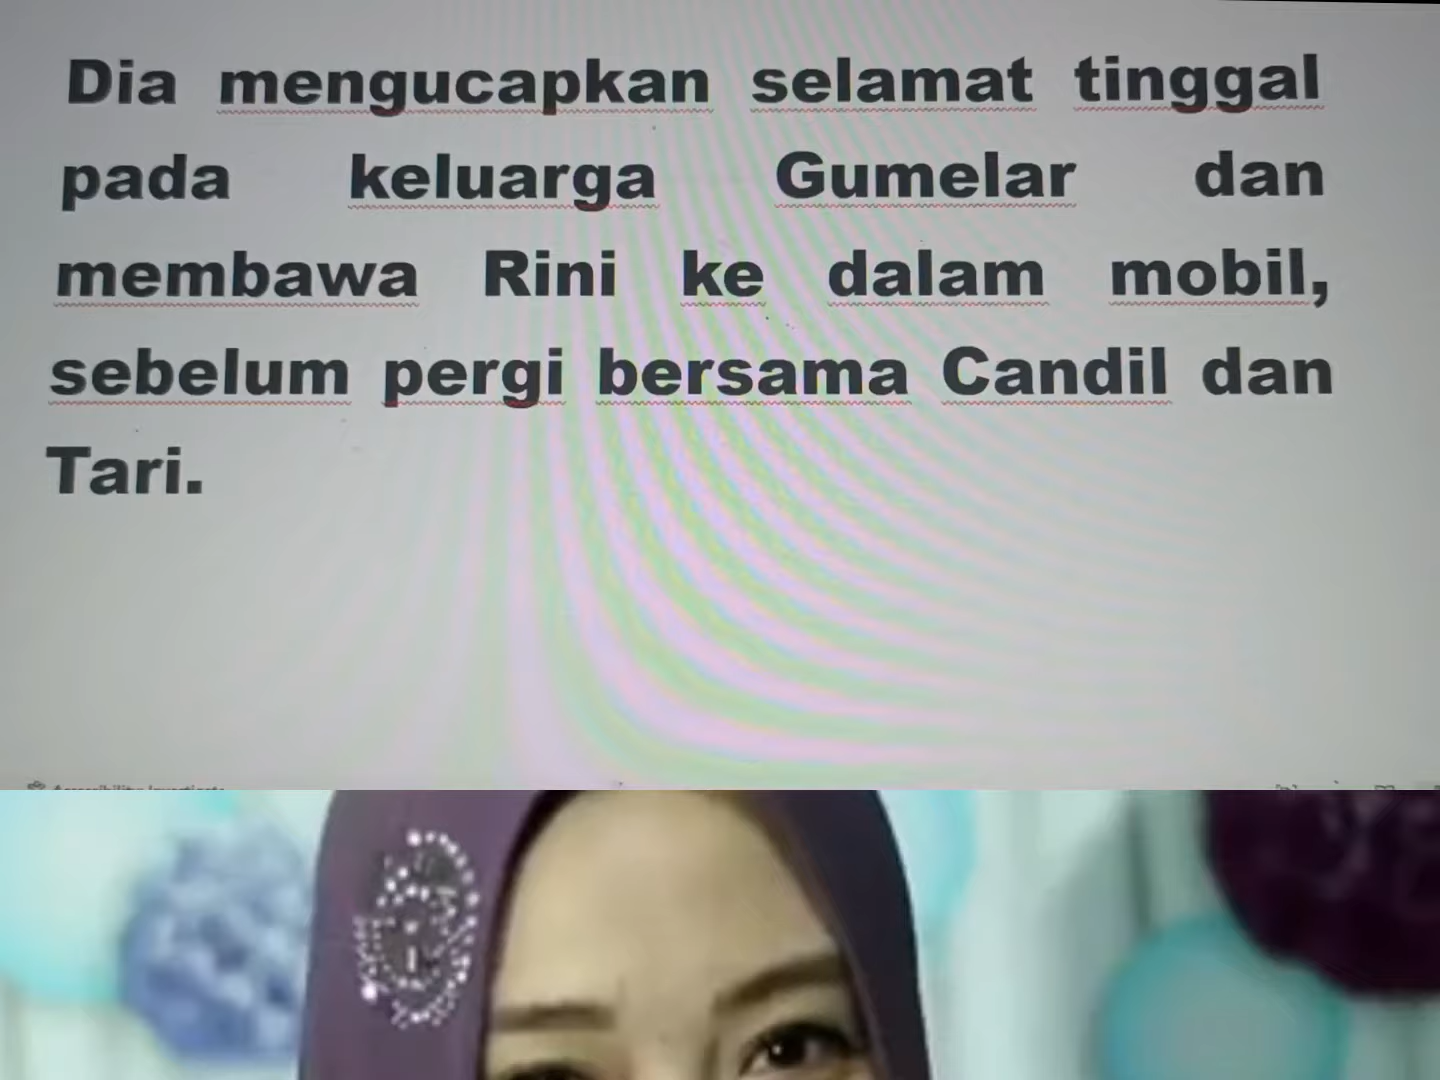 Dia mengucapkan selamat tinggal
pada keluarga Gumelar dan
membawa Rini ke dalam mobil,
sebelum pergi bersama Candil dan
Tari.